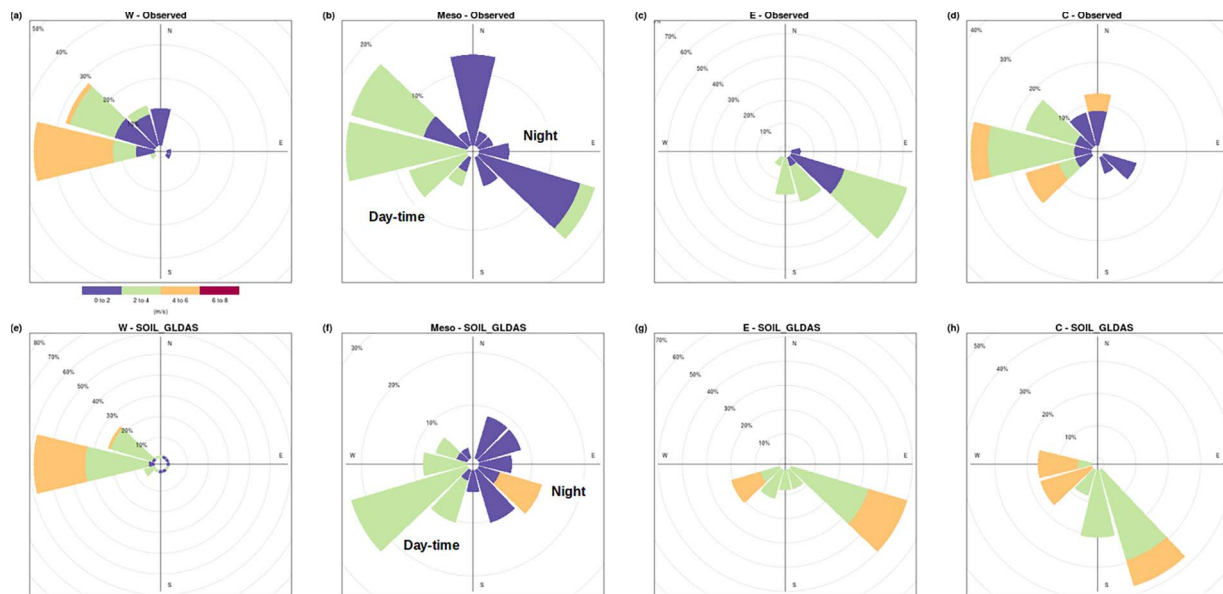 (a) W - Observed
50%
40%
30%
20%
N
E
S
0 to 2 2 to 4 4 to 6 6 to 8
(m/s)
(b) Meso - Observed
20%
10%
N
W
E
S
Night
Day-time
(c) E - Observed
70%
60%
50%
40%
30%
20%
10%
N
W
E
S
(d) C - Observed
40%
30%
20%
10%
N
W
E
S
(e) W - SOIL_GLDAS
80%
70%
60%
50%
40%
30%
20%
10%
N
E
S
(f) Meso - SOIL_GLDAS
30%
20%
10%
N
W
E
S
Night
Day-time
(g) E - SOIL_GLDAS
70%
60%
50%
40%
30%
20%
10%
N
W
E
S
(h) C - SOIL_GLDAS
50%
40%
30%
20%
10%
N
W
E
S